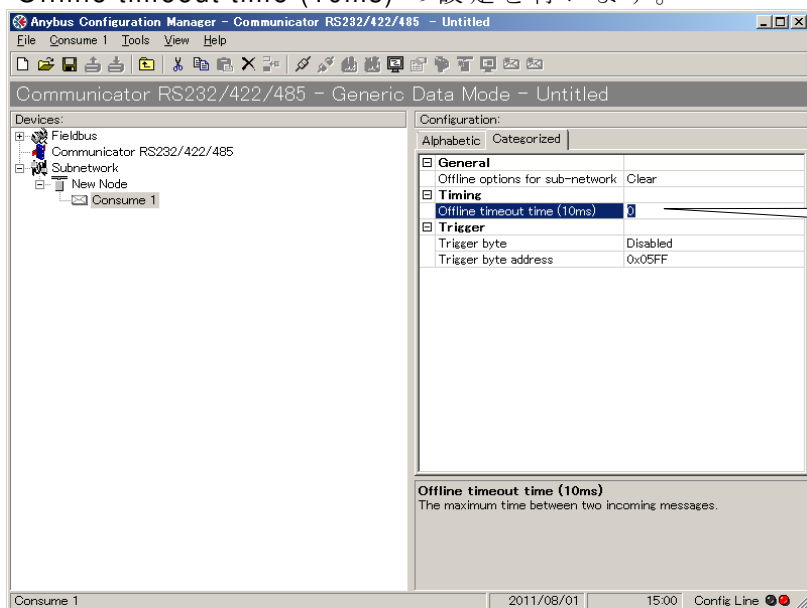 Offline timeout time (10ms) の設定を行います。
Anybus Configuration Manager - Communicator RS232/422/485 - Untitled
File Consume 1 Tools View Help
Communicator RS232/422/485 - Generic Data Mode - Untitled
Devices:
Fieldbus
Communicator RS232/422/485
Subnetwork
New Node
Consume 1
Configuration:
Alphabetic Categorized
General
Offline options for sub-network Clear
Timing
Offline timeout time (10ms) 0
Trigger
Trigger byte Disabled
Trigger byte address 0x05FF
Offline timeout time (10ms)
The maximum time between two incoming messages.
Consume 1 2011/08/01 15:00 Config Line